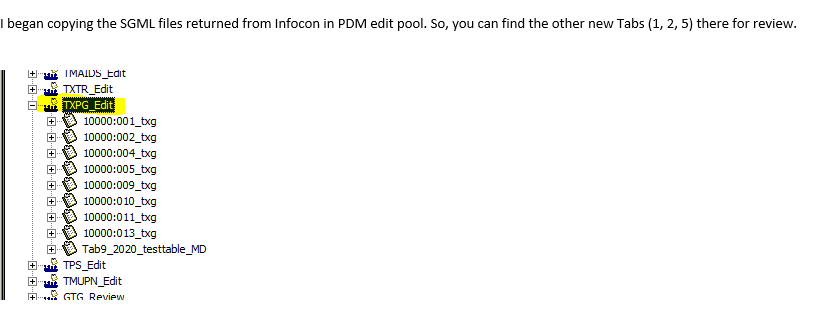 I began copying the SGML files returned from Infocon in PDM edit pool. So, you can find the other new Tabs (1, 2, 5) there for review.
TMAIDS_Edit
TXTR_Edit
TXPG_Edit
10000:001_txg
10000:002_txg
10000:004_txg
10000:005_txg
10000:009_txg
10000:010_txg
10000:011_txg
10000:013_txg
Tab9_2020_testtable_MD
TPS_Edit
TMUPN_Edit
GTG_Review